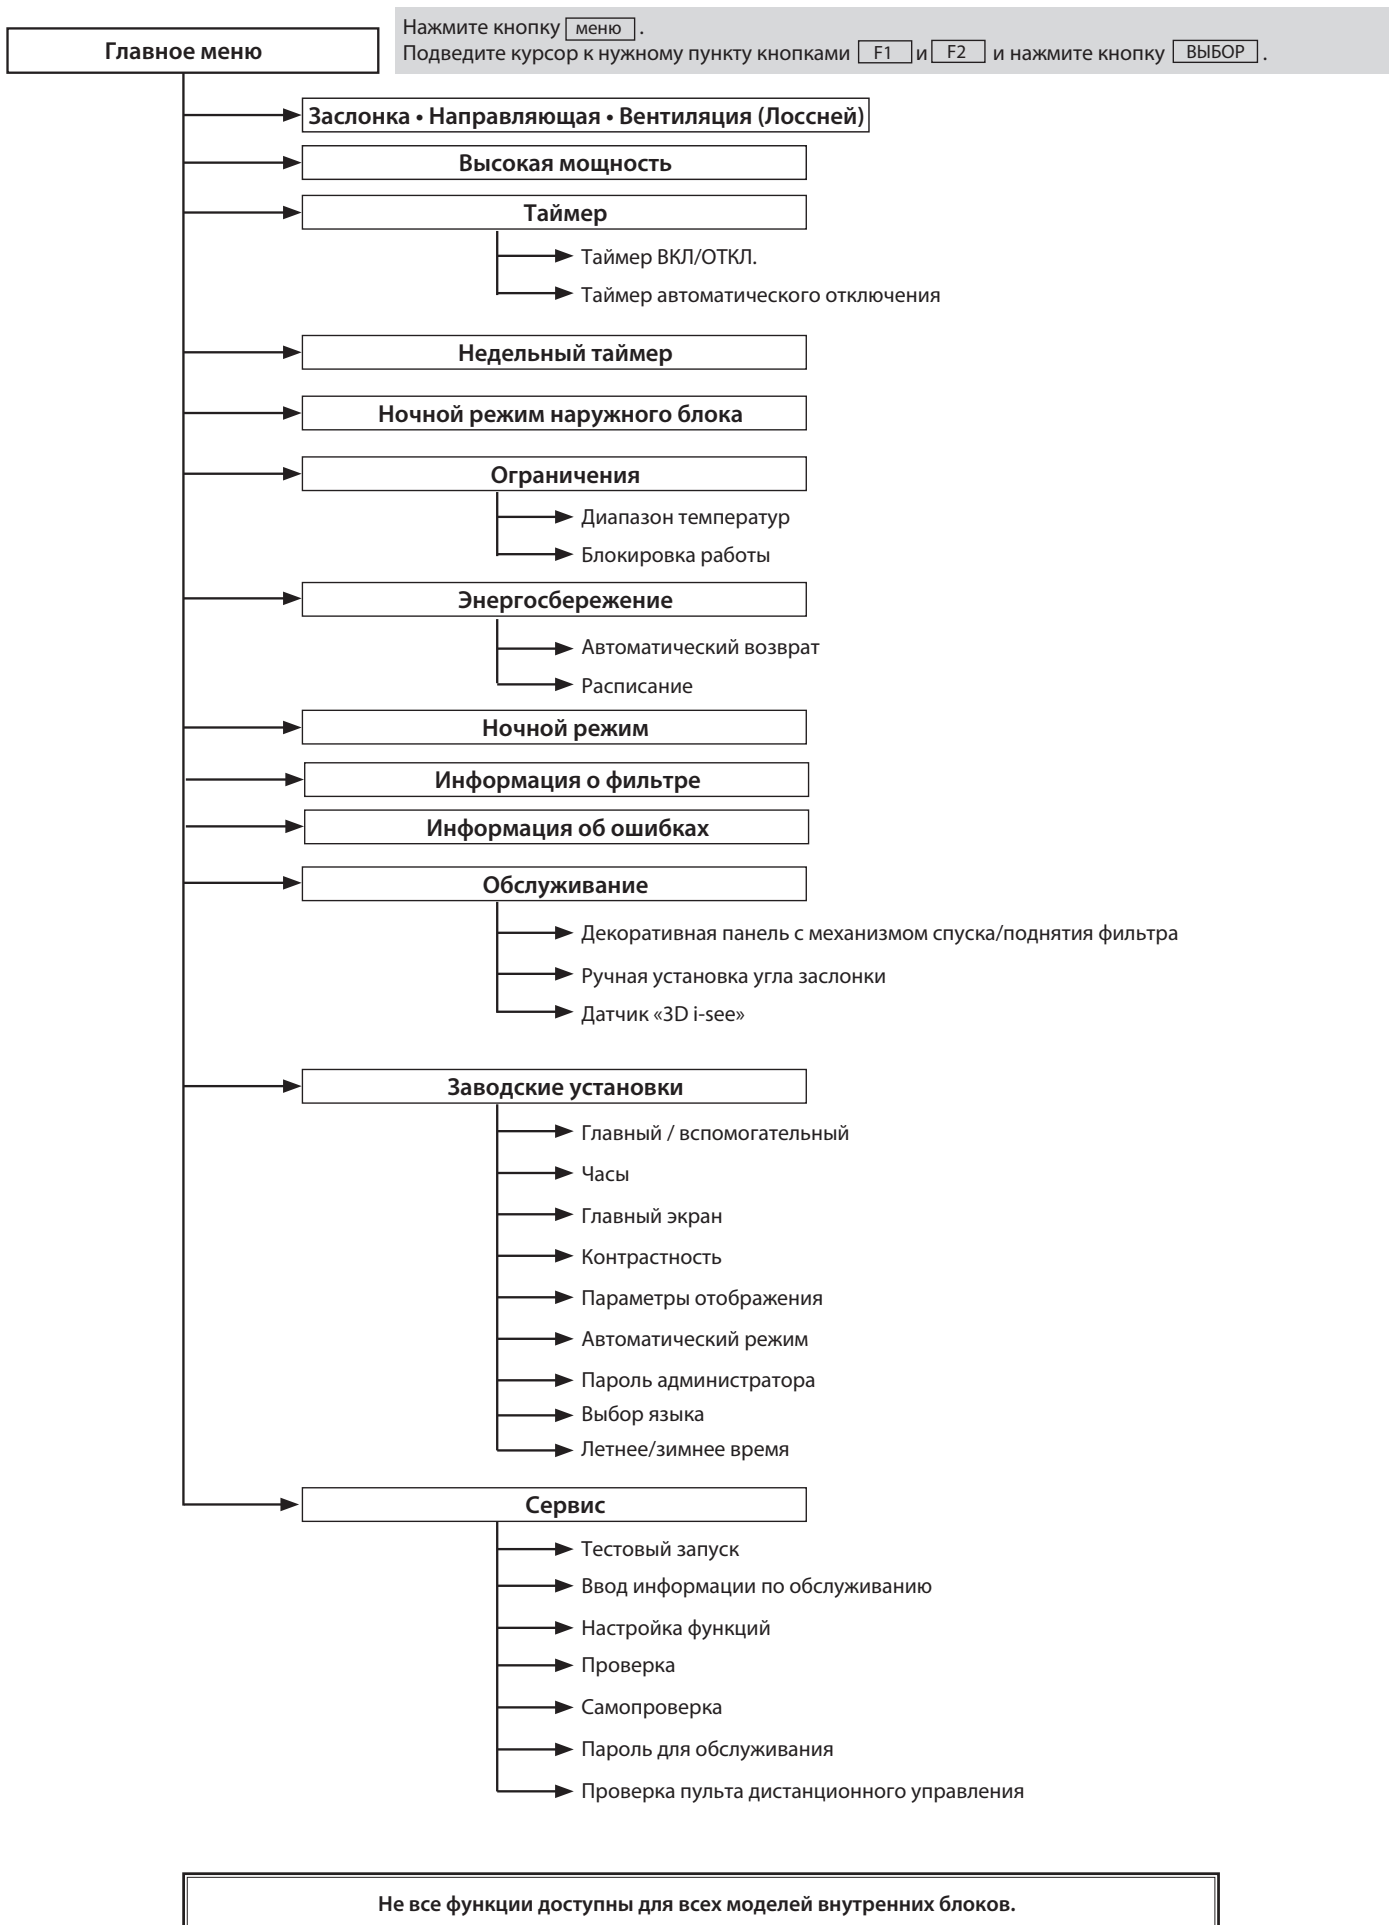 Главное меню
Нажмите кнопку меню .
Подведите курсор к нужному пункту кнопками F1 и F2 и нажмите кнопку ВЫБОР .
Заслонка • Направляющая • Вентиляция (Лоссней)
Высокая мощность
Таймер
Таймер ВКЛ/ОТКЛ.
Таймер автоматического отключения
Недельный таймер
Ночной режим наружного блока
Ограничения
Диапазон температур
Блокировка работы
Энергосбережение
Автоматический возврат
Расписание
Ночной режим
Информация о фильтре
Информация об ошибках
Обслуживание
Декоративная панель с механизмом спуска/поднятия фильтра
Ручная установка угла заслонки
Датчик «3D i-see»
Заводские установки
Главный / вспомогательный
Часы
Главный экран
Контрастность
Параметры отображения
Автоматический режим
Пароль администратора
Выбор языка
Летнее/зимнее время
Сервис
Тестовый запуск
Ввод информации по обслуживанию
Настройка функций
Проверка
Самопроверка
Пароль для обслуживания
Проверка пульта дистанционного управления
Не все функции доступны для всех моделей внутренних блоков.